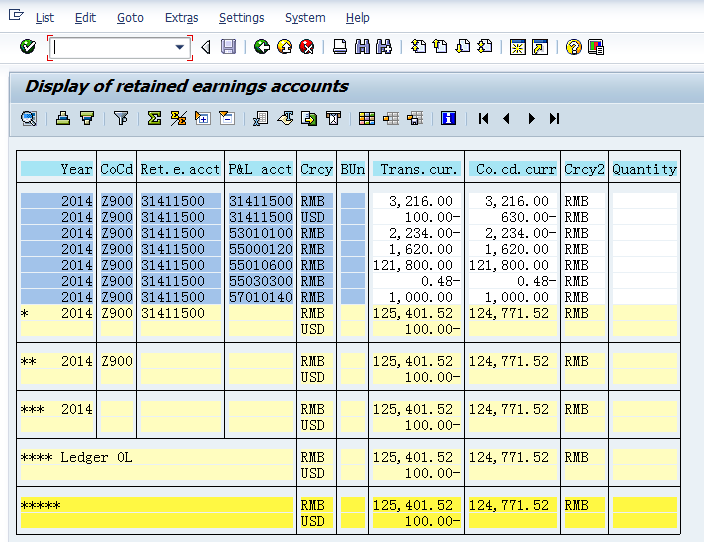 List Edit Goto Extras Settings System Help
Display of retained earnings accounts
Year CoCd Ret.e.acct P&L acct Crcy BUn Trans.cur. Co.cd.curr Crcy2 Quantity
2014 Z900 31411500 31411500 RMB 3,216.00 3,216.00 RMB
2014 Z900 31411500 31411500 USD 100.00- 630.00- RMB
2014 Z900 31411500 53010100 RMB 2,234.00- 2,234.00- RMB
2014 Z900 31411500 55000120 RMB 1,620.00 1,620.00 RMB
2014 Z900 31411500 55010600 RMB 121,800.00 121,800.00 RMB
2014 Z900 31411500 55030300 RMB 0.48- 0.48- RMB
2014 Z900 31411500 57010140 RMB 1,000.00 1,000.00 RMB
* 2014 Z900 31411500 RMB 125,401.52 124,771.52 RMB
USD 100.00-
** 2014 Z900 RMB 125,401.52 124,771.52 RMB
USD 100.00-
*** 2014 RMB 125,401.52 124,771.52 RMB
USD 100.00-
**** Ledger 0L RMB 125,401.52 124,771.52 RMB
USD 100.00-
***** RMB 125,401.52 124,771.52 RMB
USD 100.00-